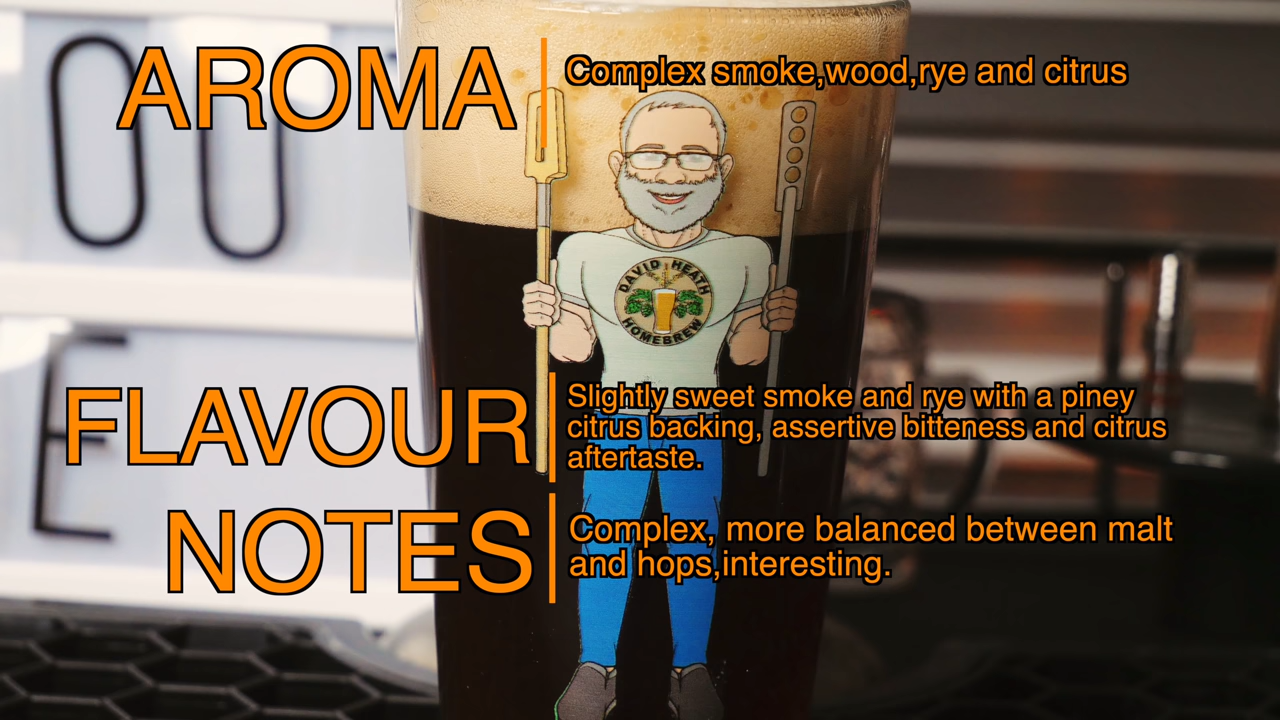 AROMA
Complex smoke,wood,rye and citrus
DAVID HEATH
HOMEBREW
FLAVOUR
Slightly sweet smoke and rye with a piney
citrus backing, assertive bitteness and citrus
aftertaste.
NOTES
Complex, more balanced between malt
and hops,interesting.